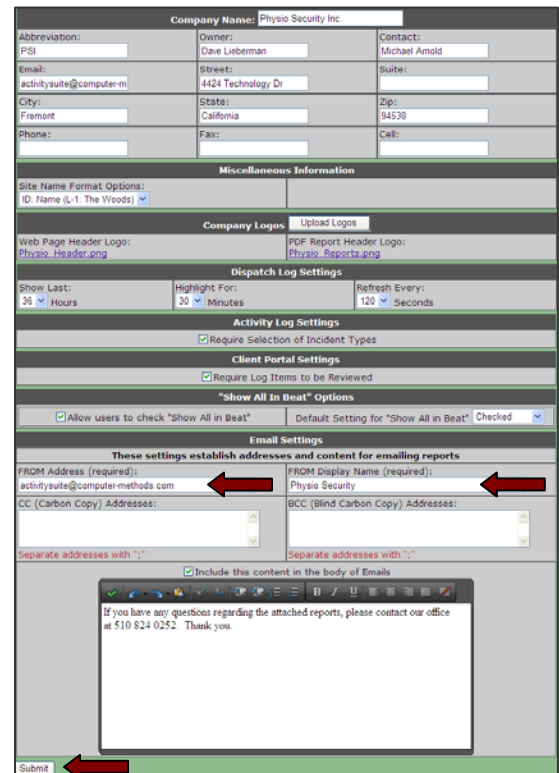 Company Name: Physio Security Inc.
Abbreviation: Owner: Contact:
PSI Dave Lieberman Michael Arnold
Email: Street: Suite:
activitysuite@computer-m 4424 Technology Dr
City: State: Zip:
Fremont California 94538
Phone: Fax: Cell:
Miscellaneous Information
Site Name Format Options:
ID: Name (L-1: The Woods)
Company Logos Upload Logos
Web Page Header Logo: PDF Report Header Logo:
Physio_Header.png Physio_Reports.png
Dispatch Log Settings
Show Last: Highlight For: Refresh Every:
36 Hours 30 Minutes 120 Seconds
Activity Log Settings
Require Selection of Incident Types
Client Portal Settings
Require Log Items to be Reviewed
"Show All In Beat" Options
Allow users to check "Show All in Beat" Default Setting for "Show All in Beat" Checked
Email Settings
These settings establish addresses and content for emailing reports
FROM Address (required): FROM Display Name (required):
activitysuite@computer-methods.com Physio Security
CC (Carbon Copy) Addresses: BCC (Blind Carbon Copy) Addresses:
Separate addresses with ";" Separate addresses with ";"
Include this content in the body of Emails
B I U
If you have any questions regarding the attached reports, please contact our office
at 510 824 0252. Thank you.
Submit